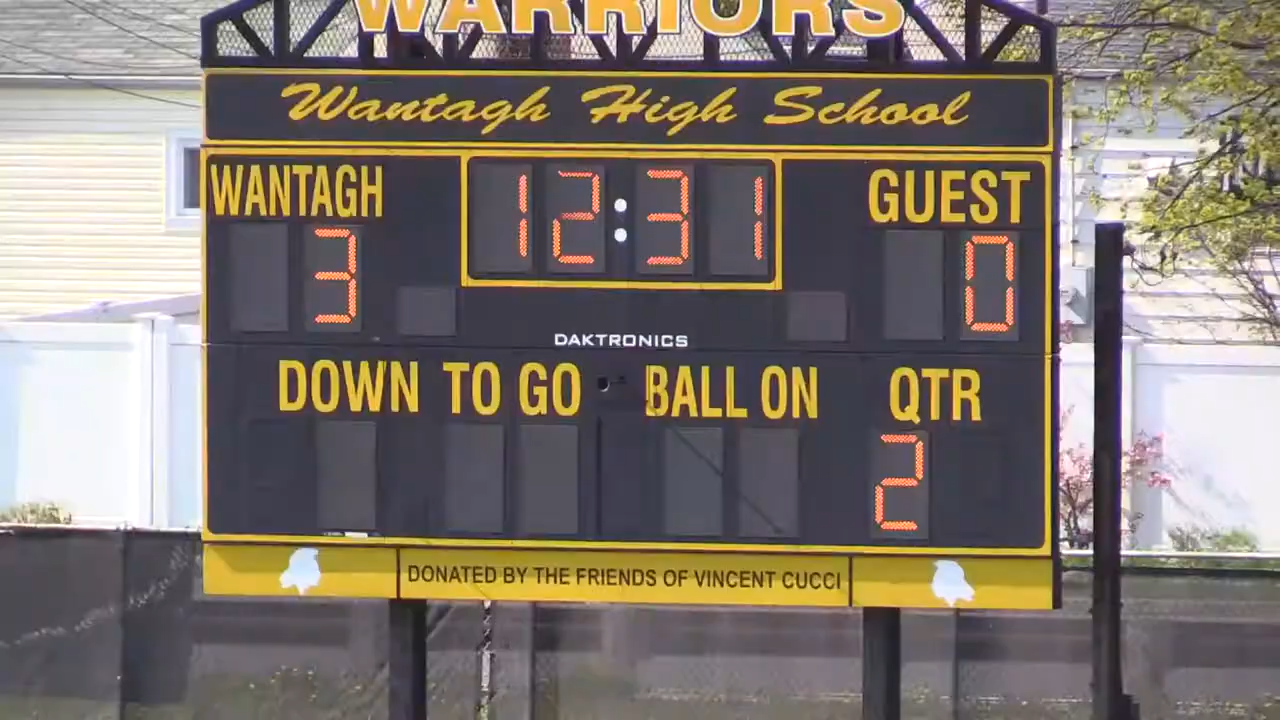 WARRIORS
Wantagh High School
WANTAGH 12:31 GUEST
3 0
DAKTRONICS
DOWN TO GO BALL ON QTR
2
DONATED BY THE FRIENDS OF VINCENT CUCCI